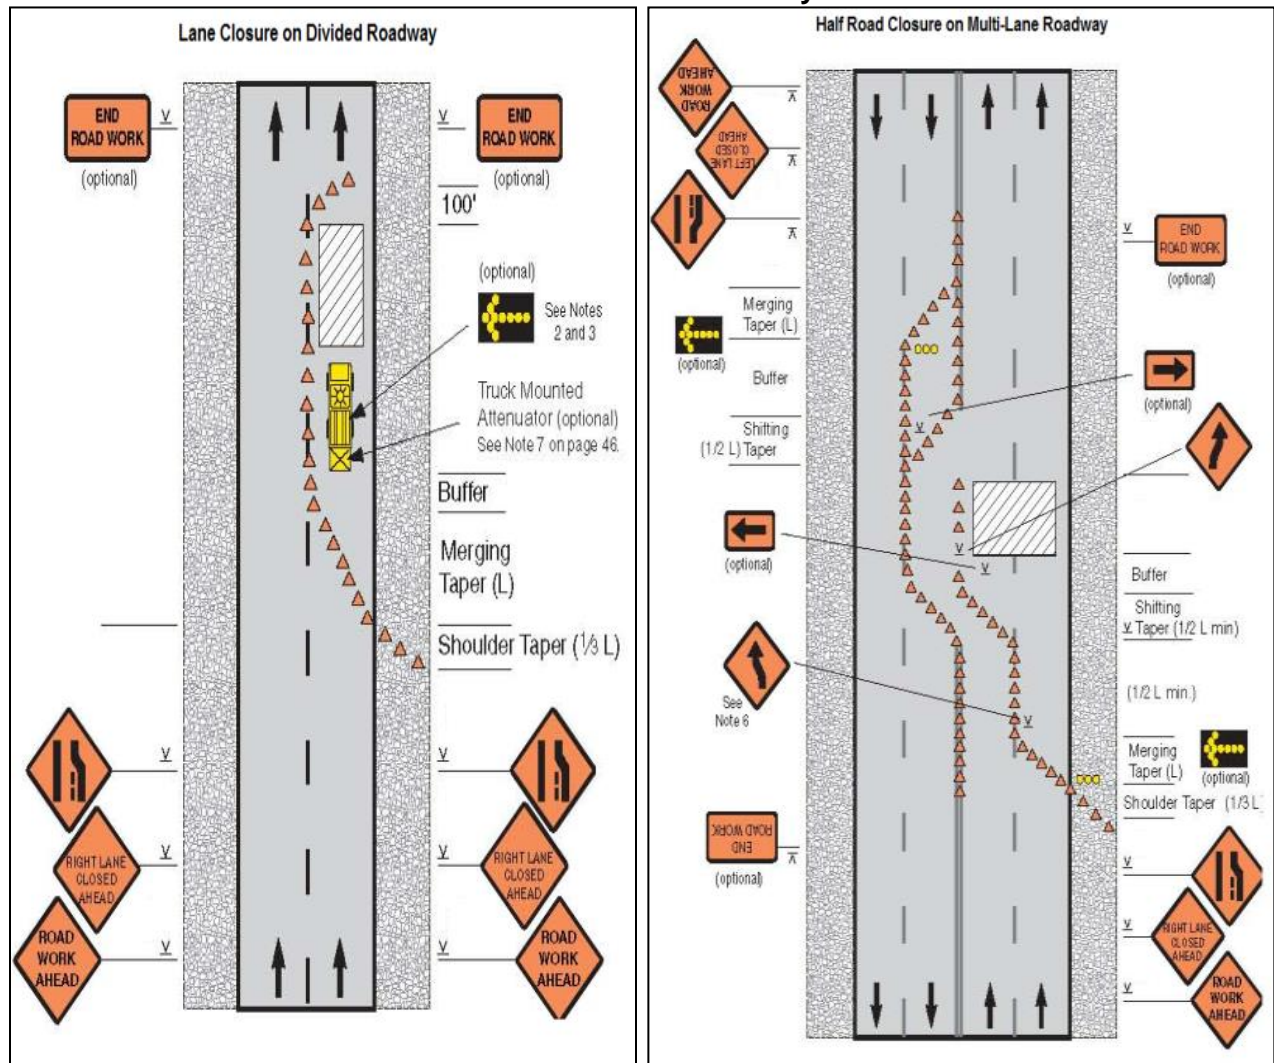 Lane Closure on Divided Roadway
END
ROAD WORK
(optional)
END
ROAD WORK
(optional)
100'
(optional)
See Notes
2 and 3
Truck Mounted
Attenuator (optional)
See Note 7 on page 46.
Buffer
Merging
Taper (L)
Shoulder Taper (⅓ L)
RIGHT LANE
CLOSED
AHEAD
ROAD
WORK
AHEAD
RIGHT LANE
CLOSED
AHEAD
ROAD
WORK
AHEAD
Half Road Closure on Multi-Lane Roadway
ROAD
WORK
AHEAD
LEFT LANE
CLOSED
AHEAD
Merging
Taper (L)
(optional)
Buffer
Shifting
(1/2 L) Taper
(optional)
See
Note 6
END
ROAD WORK
(optional)
END
ROAD WORK
(optional)
(optional)
Buffer
Shifting
Taper (1/2 L min)
(1/2 L min.)
Merging
Taper (L)
(optional)
Shoulder Taper (1/3 L)
RIGHT LANE
CLOSED
AHEAD
ROAD
WORK
AHEAD